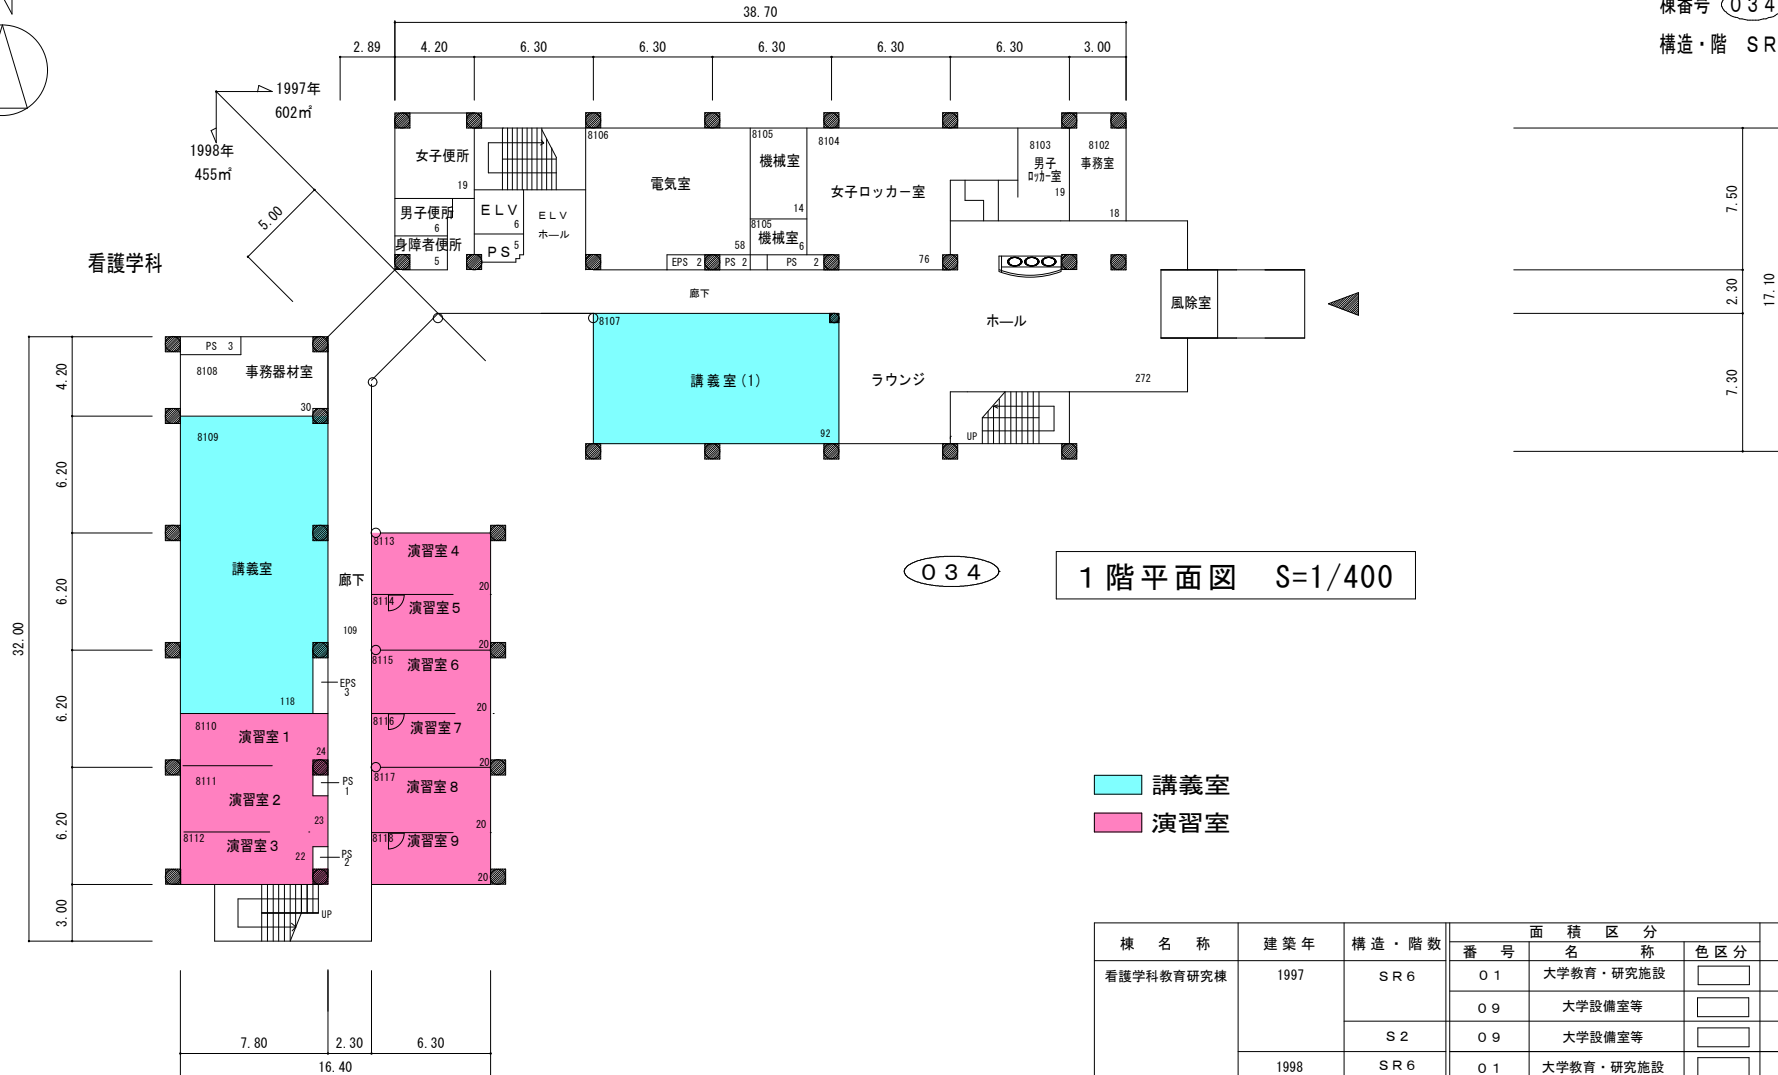 38.70
棟番号 034
2.89 4.20 6.30 6.30 6.30 6.30 6.30 3.00
構造・階 SR
1997年
602㎡
1998年
455㎡
5.00
看護学科
女子便所
19
男子便所
6
身障者便所
5
ELV
6
PS 5
ELV
ホール
8106
電気室
58
8105
機械室
14
8105
機械室
6
EPS 2
PS 2
PS 2
8104
女子ロッカー室
76
8103
男子
ロッカー室
19
8102
事務室
18
廊下
ホール
風除室
272
ラウンジ
UP
8107
講義室(1)
92
7.50
2.30
7.30
17.10
PS 3
8108
事務器材室
30
8109
講義室
118
廊下
109
EPS
3
8110
演習室1
24
PS
1
8111
演習室2
23
8112
演習室3
22
PS
2
UP
8113
演習室4
20
8114
演習室5
20
8115
演習室6
20
8116
演習室7
20
8117
演習室8
20
8118
演習室9
20
4.20
6.20
6.20
6.20
6.20
3.00
32.00
7.80 2.30 6.30
16.40
034
1階平面図 S=1/400
講義室
演習室
棟名称 建築年 構造・階数 面積区分
番号 名称 色区分
看護学科教育研究棟 1997 SR6 01 大学教育・研究施設
09 大学設備室等
S2 09 大学設備室等
1998 SR6 01 大学教育・研究施設